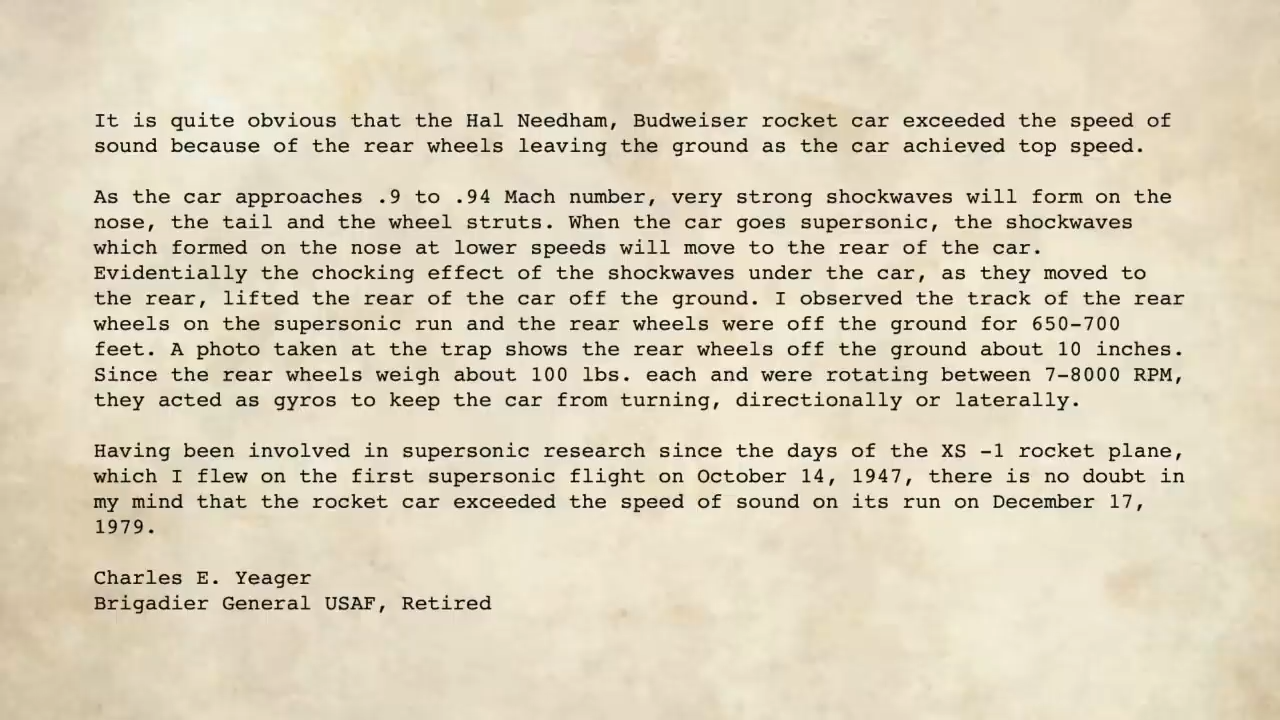 It is quite obvious that the Hal Needham, Budweiser rocket car exceeded the speed of
sound because of the rear wheels leaving the ground as the car achieved top speed.
As the car approaches .9 to .94 Mach number, very strong shockwaves will form on the
nose, the tail and the wheel struts. When the car goes supersonic, the shockwaves
which formed on the nose at lower speeds will move to the rear of the car.
Evidentially the chocking effect of the shockwaves under the car, as they moved to
the rear, lifted the rear of the car off the ground. I observed the track of the rear
wheels on the supersonic run and the rear wheels were off the ground for 650-700
feet. A photo taken at the trap shows the rear wheels off the ground about 10 inches.
Since the rear wheels weigh about 100 lbs. each and were rotating between 7-8000 RPM,
they acted as gyros to keep the car from turning, directionally or laterally.
Having been involved in supersonic research since the days of the XS -1 rocket plane,
which I flew on the first supersonic flight on October 14, 1947, there is no doubt in
my mind that the rocket car exceeded the speed of sound on its run on December 17,
1979.
Charles E. Yeager
Brigadier General USAF, Retired